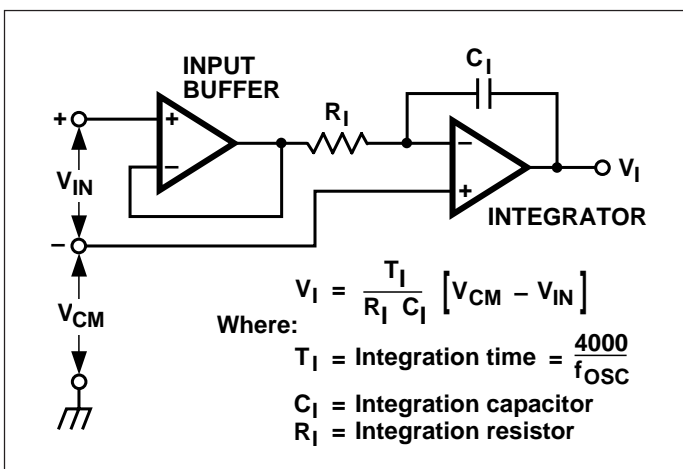 INPUT
BUFFER
C_I
R_I
+
+
–
V_IN
–
–
+
V_I
INTEGRATOR
V_CM
V_I = T_I / R_I C_I [V_CM – V_IN]
Where:
T_I = Integration time = 4000 / f_OSC
C_I = Integration capacitor
R_I = Integration resistor